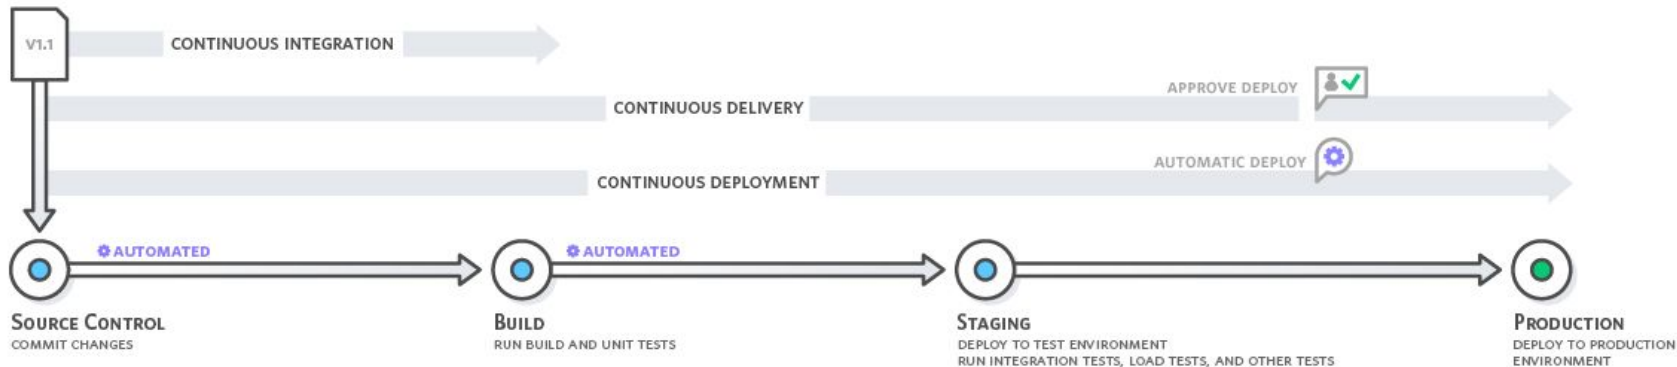 V1.1
CONTINUOUS INTEGRATION
APPROVE DEPLOY
CONTINUOUS DELIVERY
AUTOMATIC DEPLOY
CONTINUOUS DEPLOYMENT
AUTOMATED
AUTOMATED
SOURCE CONTROL
COMMIT CHANGES
BUILD
RUN BUILD AND UNIT TESTS
STAGING
DEPLOY TO TEST ENVIRONMENT
RUN INTEGRATION TESTS, LOAD TESTS, AND OTHER TESTS
PRODUCTION
DEPLOY TO PRODUCTION
ENVIRONMENT